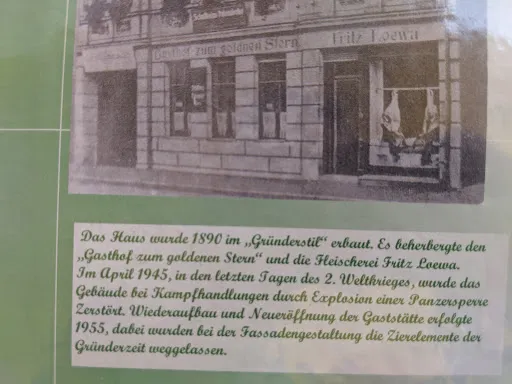 Gasthof zum goldenen Stern
Fritz Loewa
Das Haus wurde 1890 im „Gründerstil“ erbaut. Es beherbergte den
„Gasthof zum goldenen Stern“ und die Fleischerei Fritz Loewa.
Im April 1945, in den letzten Tagen des 2. Weltkrieges, wurde das
Gebäude bei Kampfhandlungen durch Explosion einer Panzersperre
Zerstört. Wiederaufbau und Neueröffnung der Gaststätte erfolgte
1955, dabei wurden bei der Fassadengestaltung die Zierelemente der
Gründerzeit weggelassen.